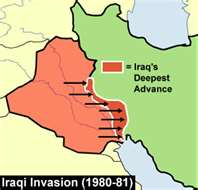 = Iraq's
Deepest
Advance
Iraqi Invasion (1980-81)